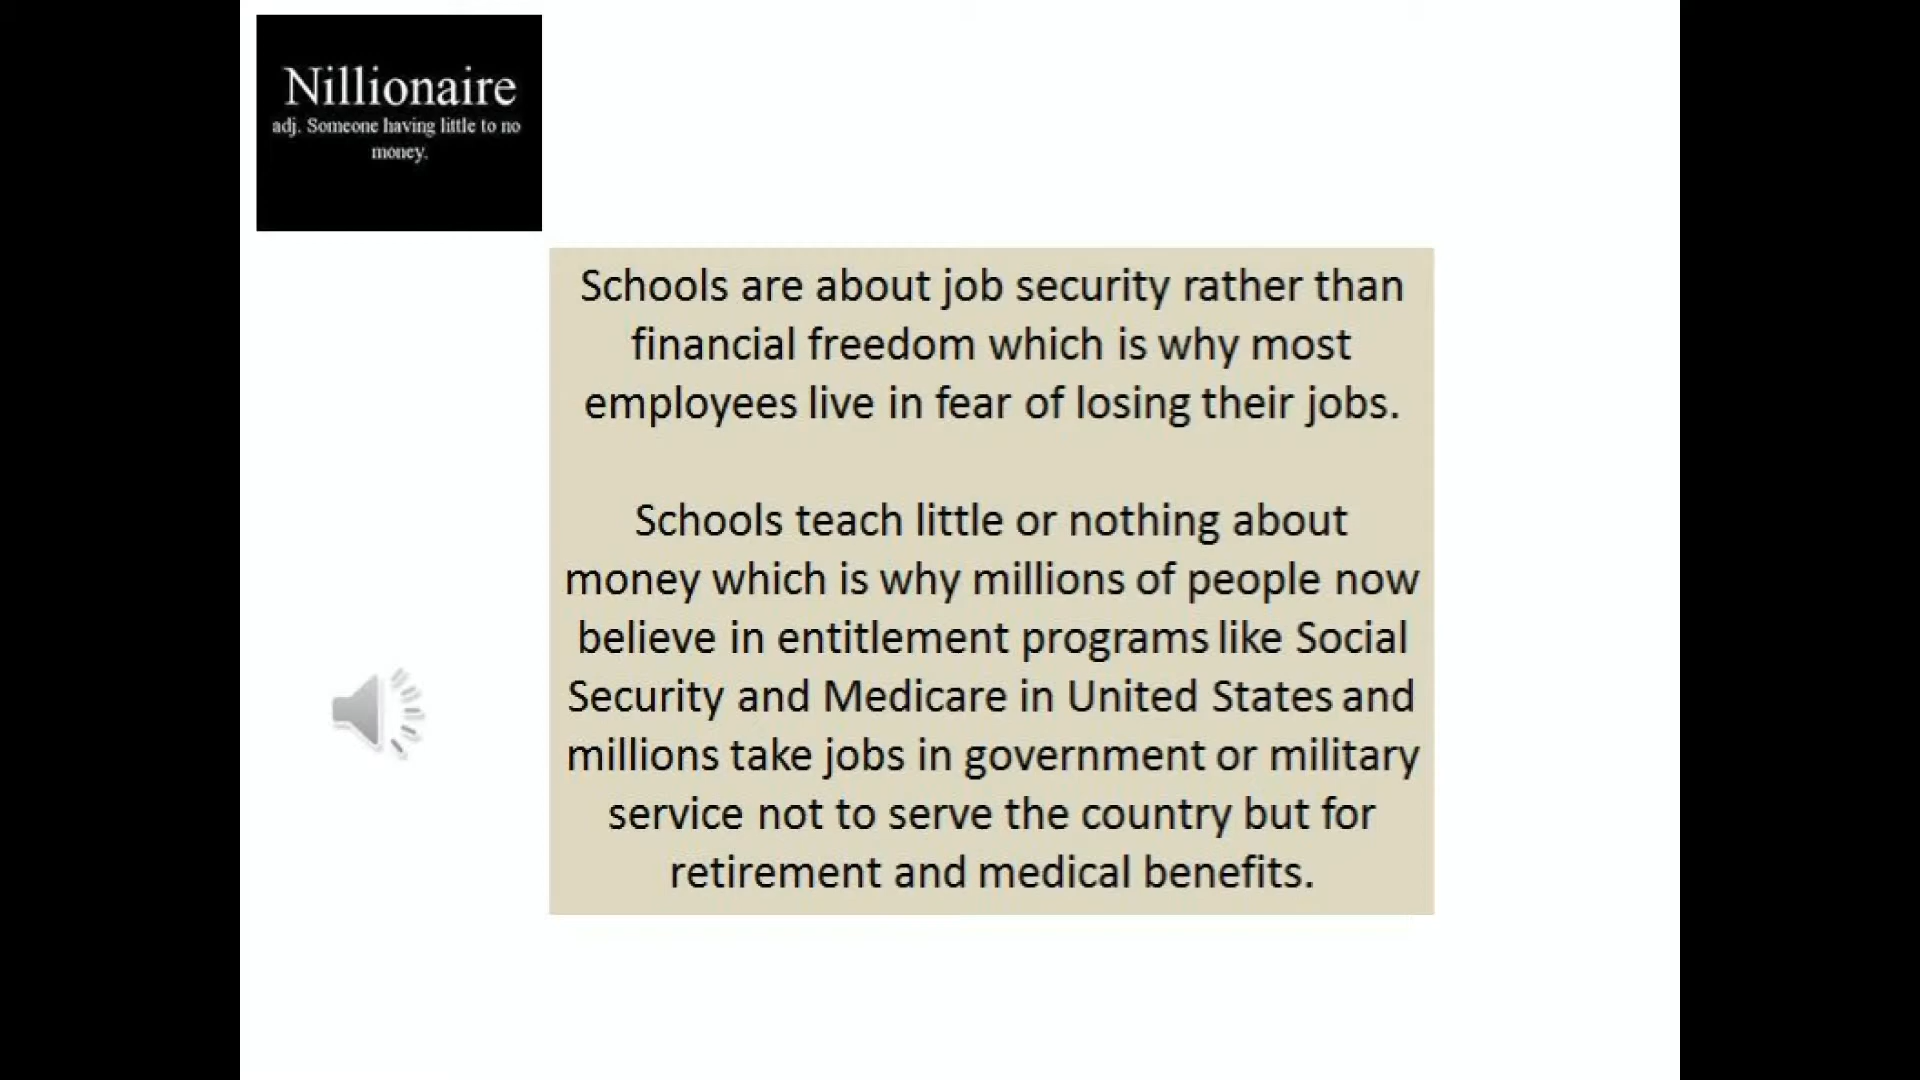 Nillionaire
adj. Someone having little to no
money.
Schools are about job security rather than
financial freedom which is why most
employees live in fear of losing their jobs.
Schools teach little or nothing about
money which is why millions of people now
believe in entitlement programs like Social
Security and Medicare in United States and
millions take jobs in government or military
service not to serve the country but for
retirement and medical benefits.